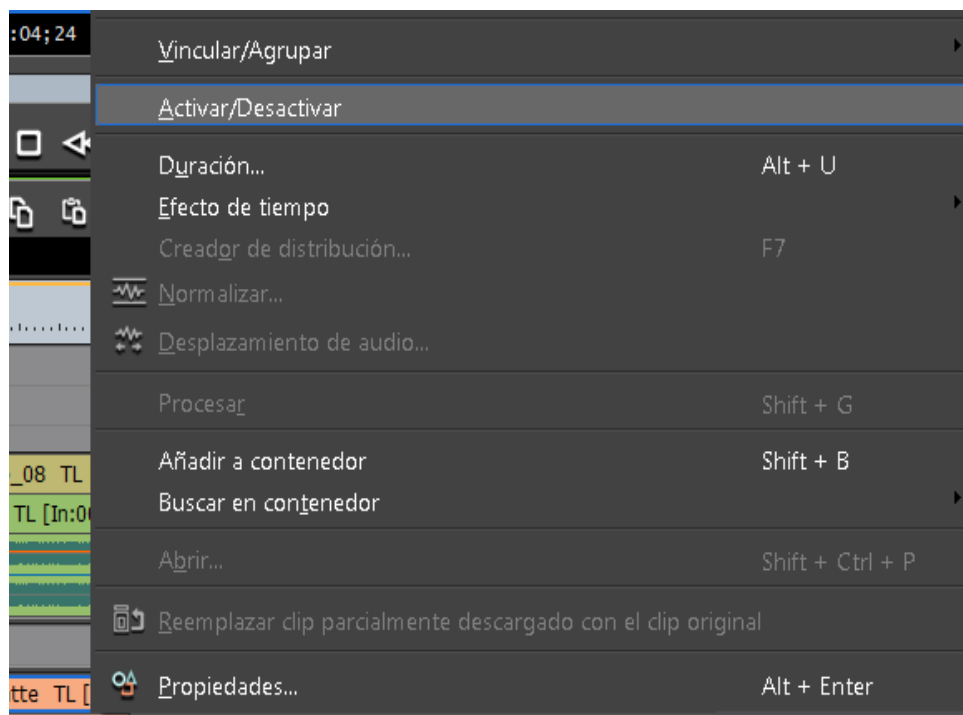 :04;24
Vincular/Agrupar
Activar/Desactivar
Duración... Alt + U
Efecto de tiempo
Creador de distribución... F7
Normalizar...
Desplazamiento de audio...
Procesar Shift + G
Añadir a contenedor Shift + B
_08 TL
Buscar en contenedor
TL [In:00
Abrir... Shift + Ctrl + P
Reemplazar clip parcialmente descargado con el clip original
tte TL [
Propiedades... Alt + Enter